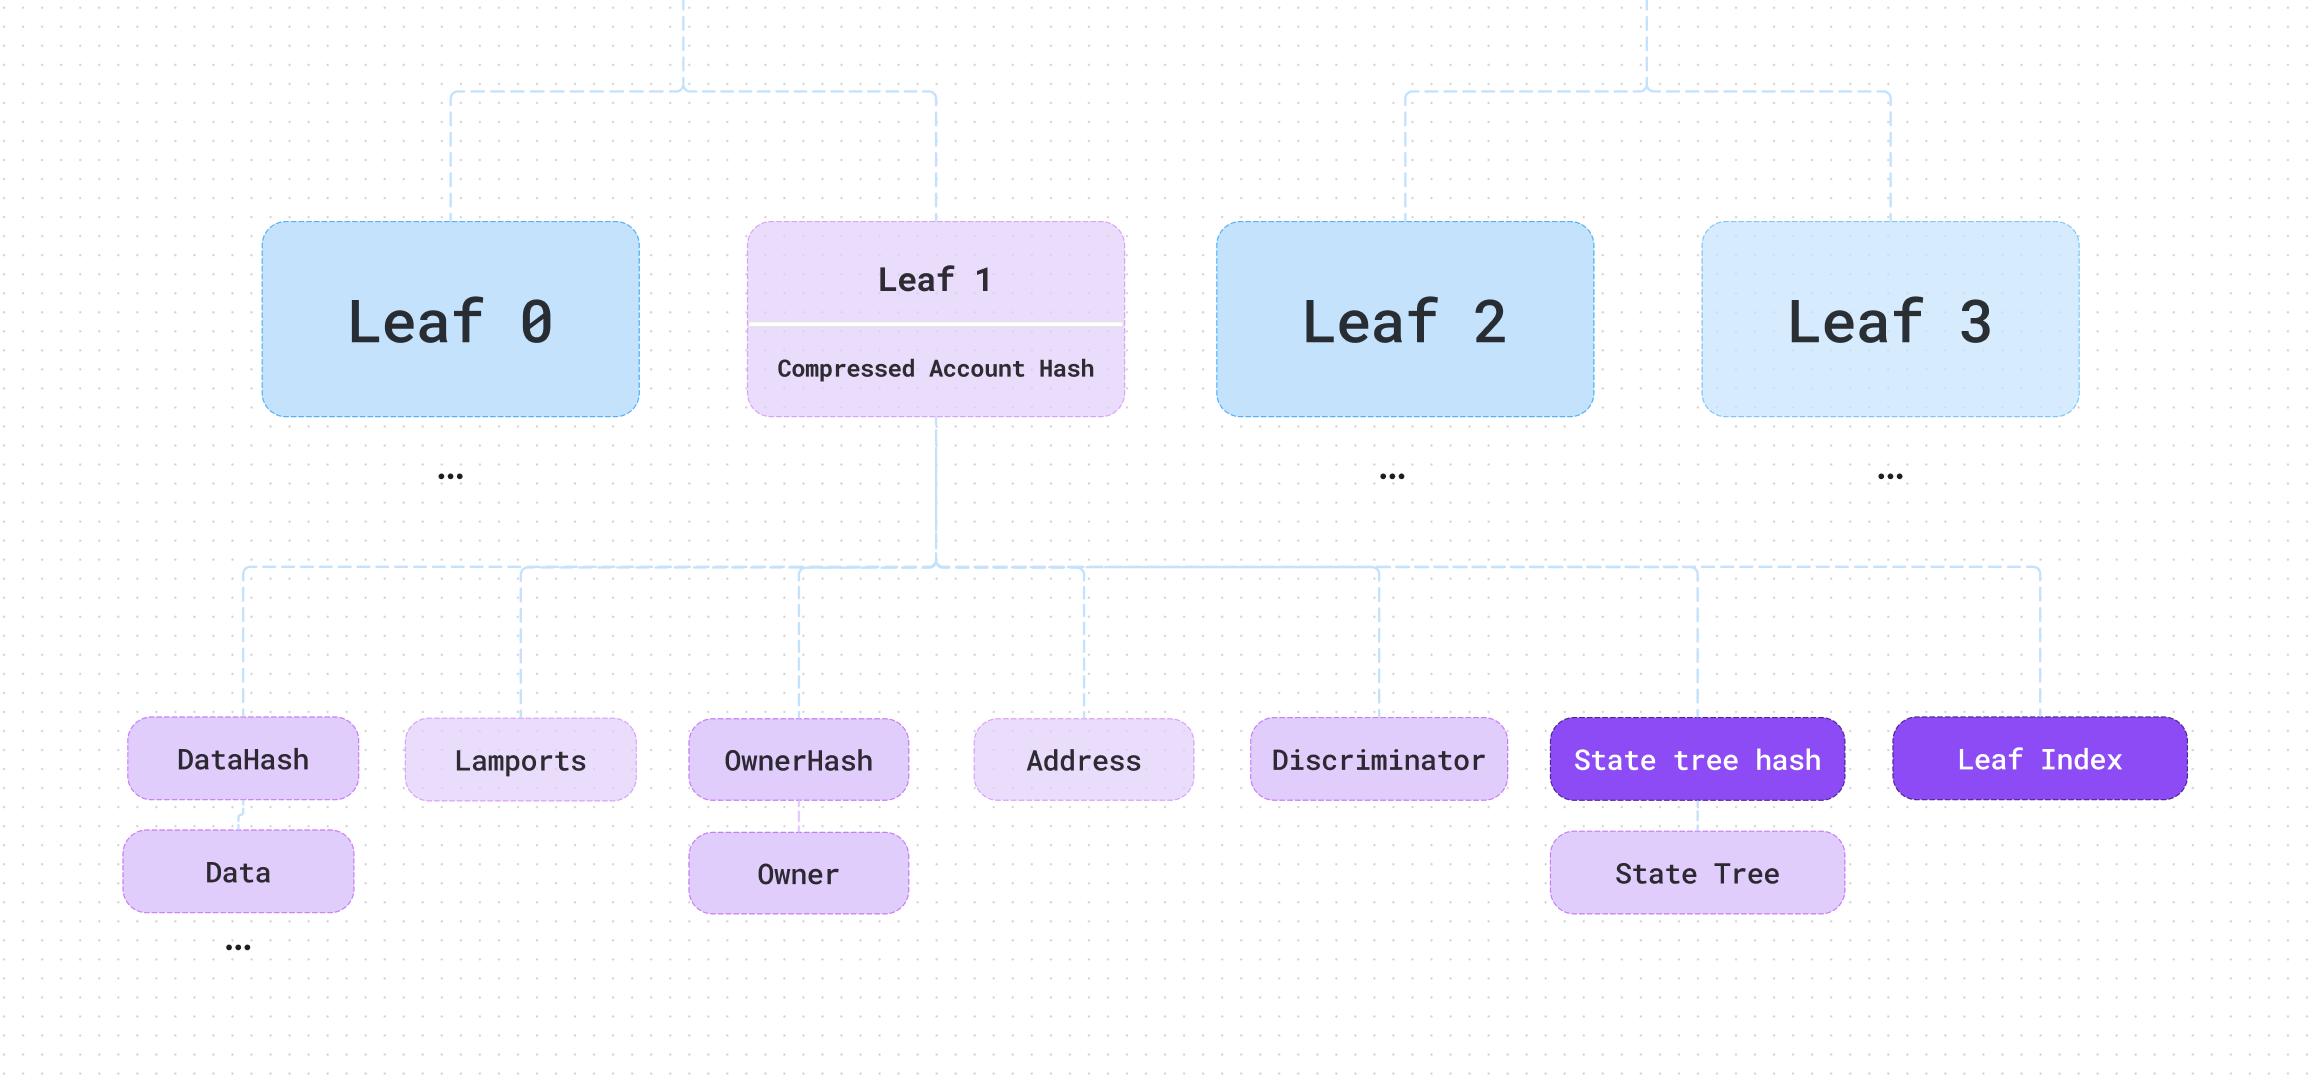 Leaf 0
Leaf 1
Compressed Account Hash
Leaf 2
Leaf 3
...
...
...
DataHash
Lamports
OwnerHash
Address
Discriminator
State tree hash
Leaf Index
Data
Owner
State Tree
...